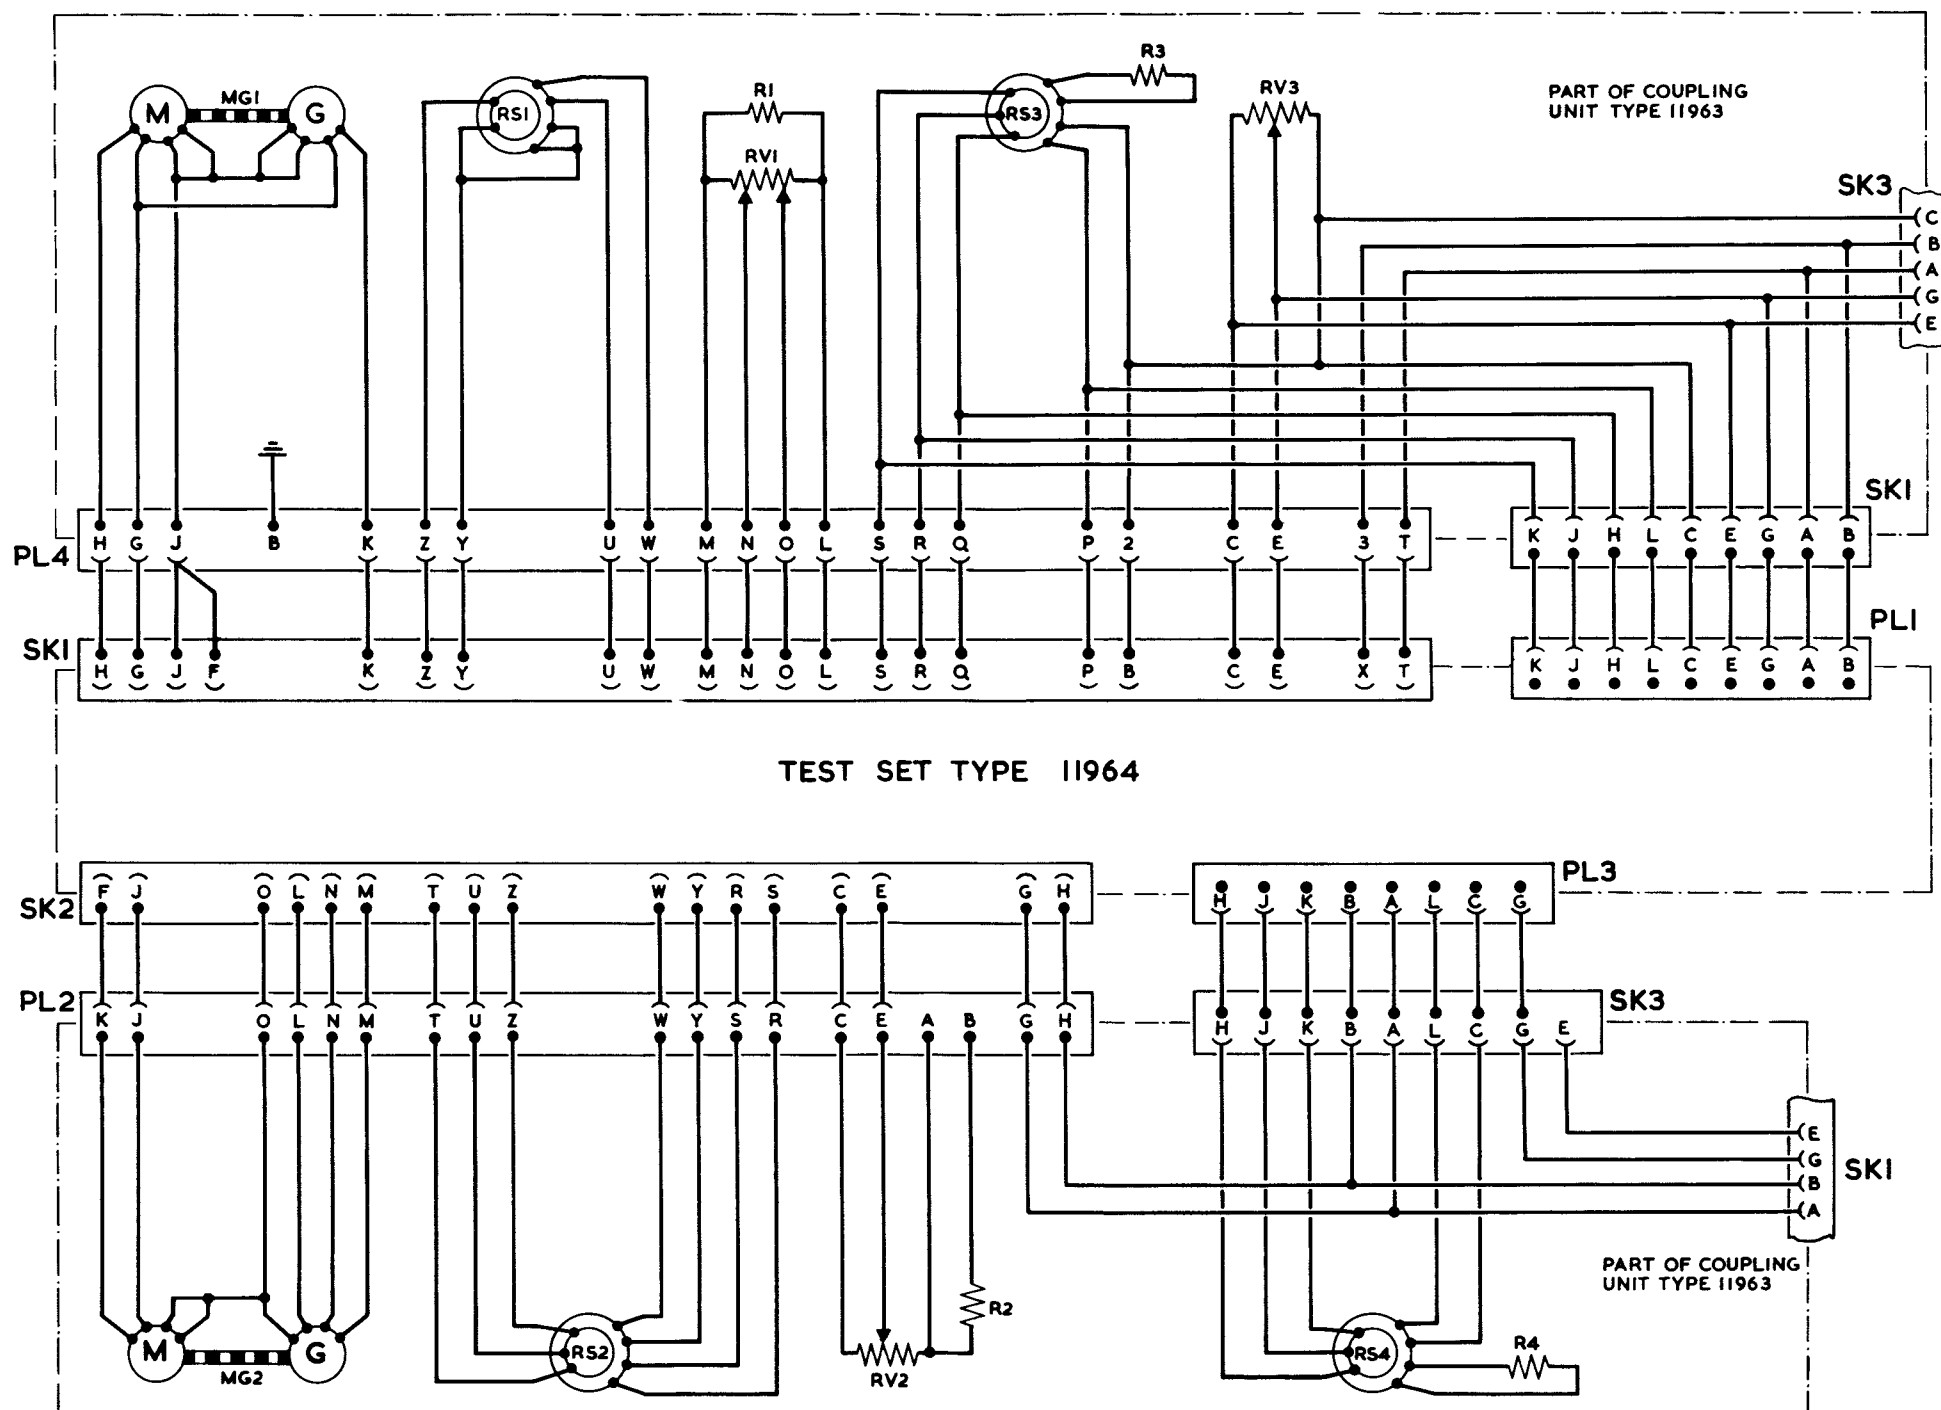 R3
M MG1 G
RS1
R1
RS3
RV3
PART OF COUPLING
UNIT TYPE 11963
RV1
SK3
C
B
A
G
E
SK1
PL4
H G J B K Z Y U W M N O L S R Q P 2 C E 3 T
K J H L C E G A B
PL1
SK1
H G J F K Z Y U W M N O L S R Q P B C E X T
K J H L C E G A B
TEST SET TYPE 11964
SK2
F J O L N M T U Z W Y R S C E G H
H J K B A L C G
PL3
PL2
K J O L N M T U Z W Y S R C E A B G H
H J K B A L C G E
SK3
E
G
B
A
SK1
PART OF COUPLING
UNIT TYPE 11963
R2
M MG2 G
RS2
RV2
RS4
R4